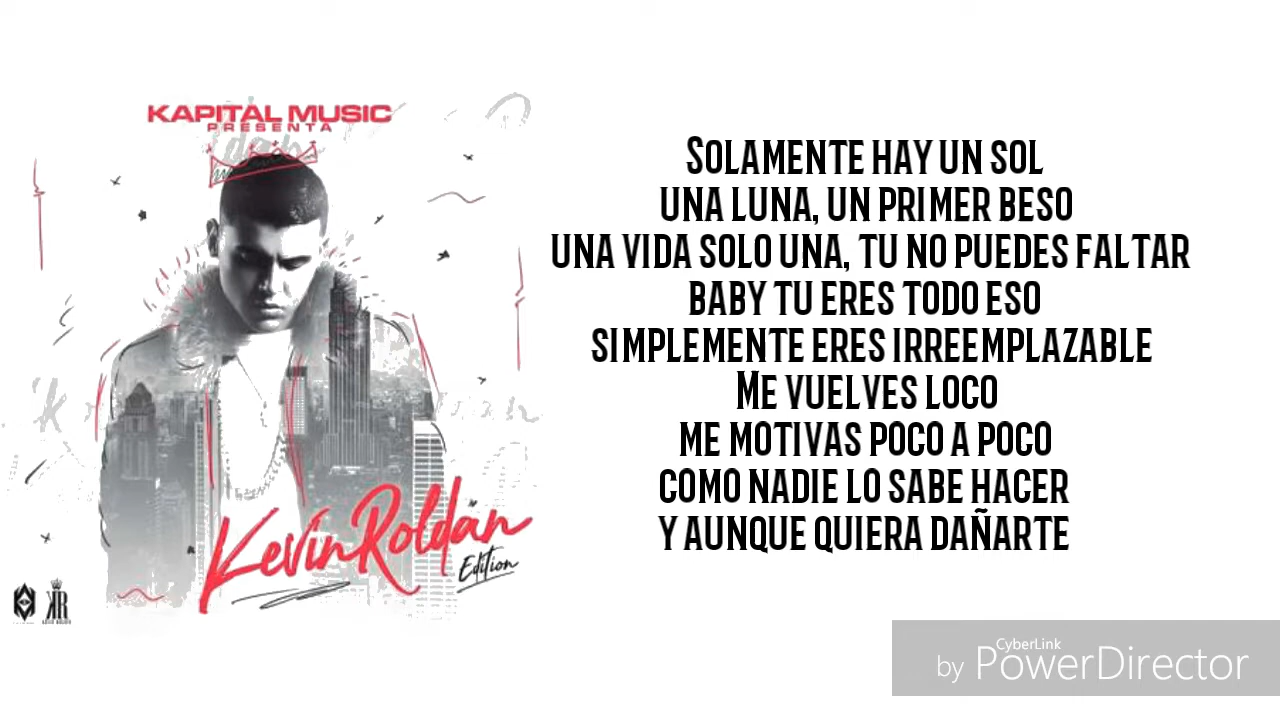 KAPITAL MUSIC
PRESENTA
Kevin Roldán
Edition
KR
SOLAMENTE HAY UN SOL
UNA LUNA, UN PRIMER BESO
UNA VIDA SOLO UNA, TU NO PUEDES FALTAR
BABY TU ERES TODO ESO
SIMPLEMENTE ERES IRREEMPLAZABLE
ME VUELVES LOCO
ME MOTIVAS POCO A POCO
COMO NADIE LO SABE HACER
Y AUNQUE QUIERA DAÑARTE
CyberLink
by PowerDirector